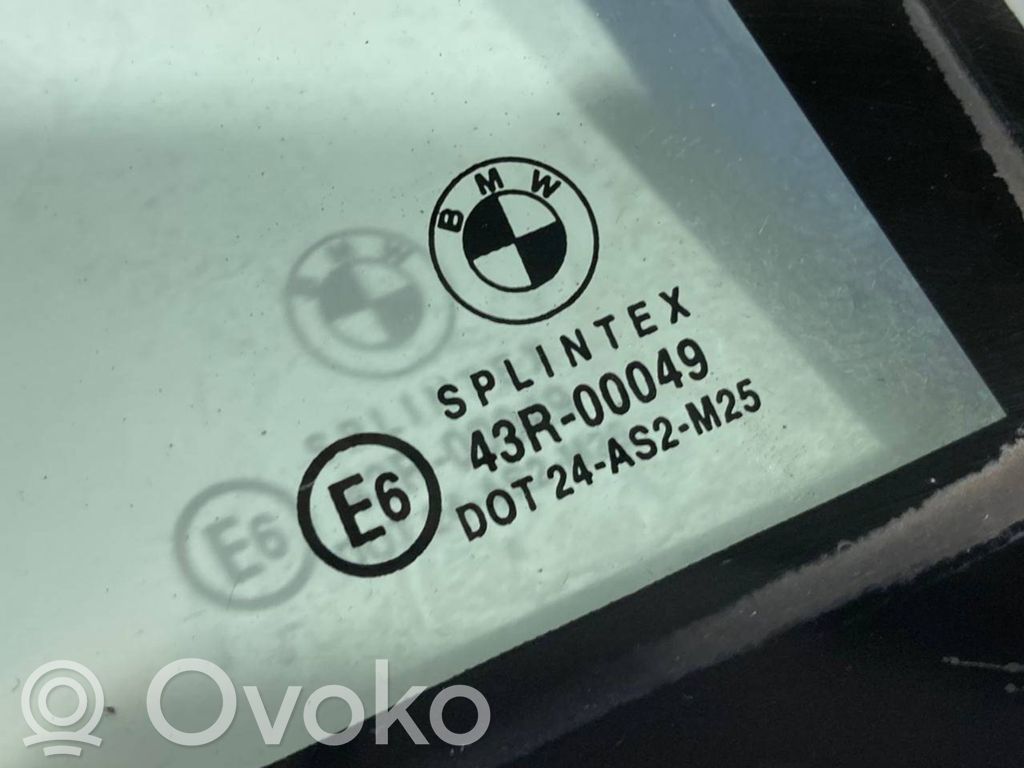 BMW
SPLINTEX
43R-00049
E6
DOT 24-AS2-M25
Ovoko